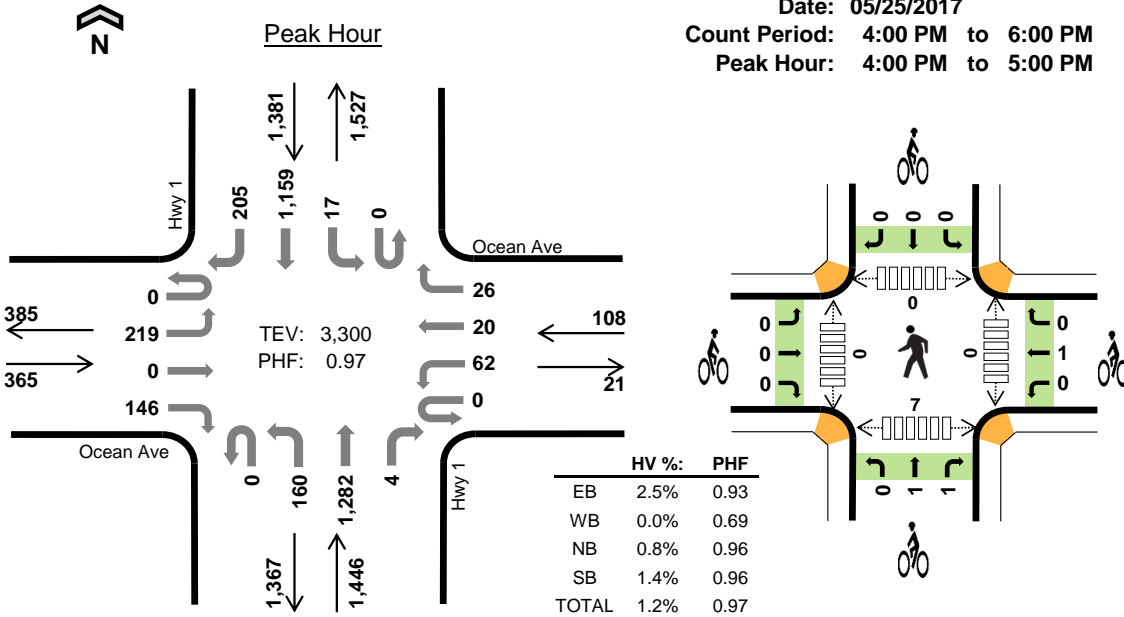 N
Peak Hour
Date: 05/25/2017
Count Period: 4:00 PM to 6:00 PM
Peak Hour: 4:00 PM to 5:00 PM
1,381
1,527
Hwy 1
205
1,159
17
0
Ocean Ave
0
219
0
146
385
365
TEV: 3,300
PHF: 0.97
26
20
62
0
108
21
Ocean Ave
0
160
1,282
4
Hwy 1
1,367
1,446
HV %: PHF
EB 2.5% 0.93
WB 0.0% 0.69
NB 0.8% 0.96
SB 1.4% 0.96
TOTAL 1.2% 0.97
0 0 0
0
0
0
0
0
0
0
1
0
7
0 1 1